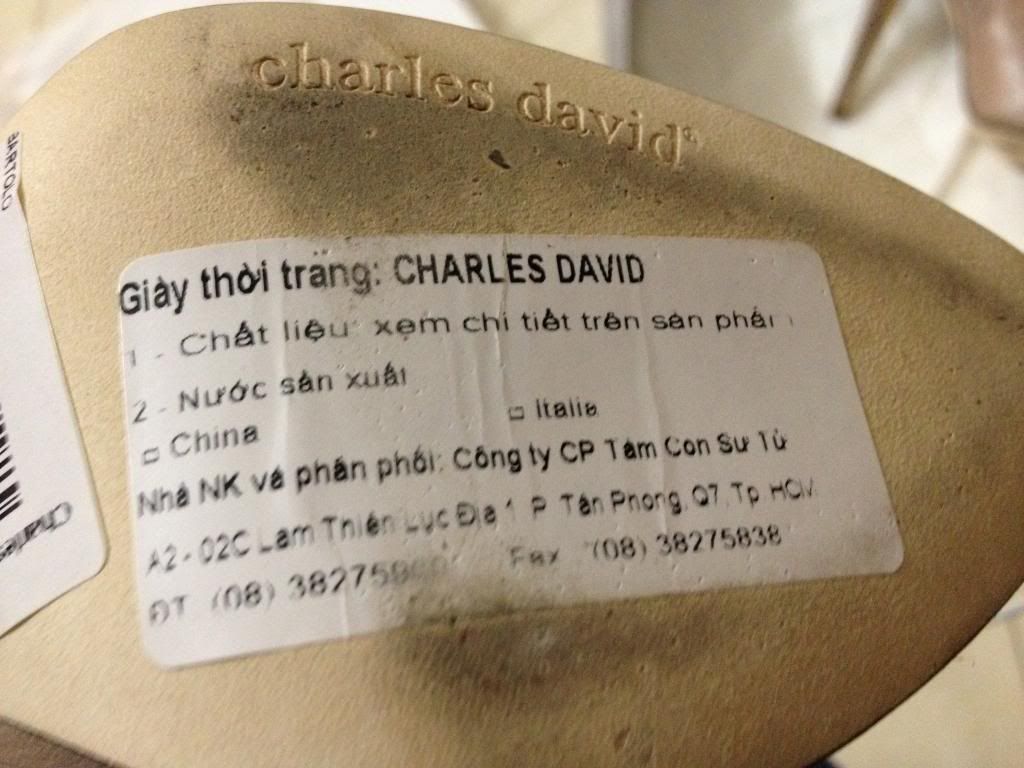 charles david
BARTOLO
Charles
Giày thời trang: CHARLES DAVID
1 - Chất liệu: xem chi tiết trên sản phẩm
2 - Nước sản xuất
□ China □ Italia
Nhà NK và phân phối: Công ty CP Tám Con Sư Tử
A2 - 02C Lam Thiên Lục Địa 1 P Tân Phong, Q7, Tp HCM
ĐT (08) Fax (08) 38275838